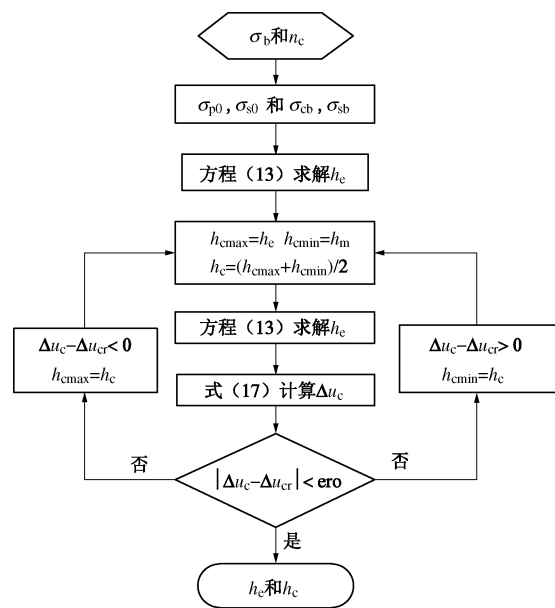 σb和nc
σp0，σs0 和 σcb，σsb
方程（13）求解he
hcmax=he hcmin=hm
hc=(hcmax+hcmin)/2
方程（13）求解he
Δuc−Δucr<0
hcmax=hc
Δuc−Δucr>0
hcmin=hc
式（17）计算Δuc
否
|Δuc−Δucr|<ero
否
是
he和hc